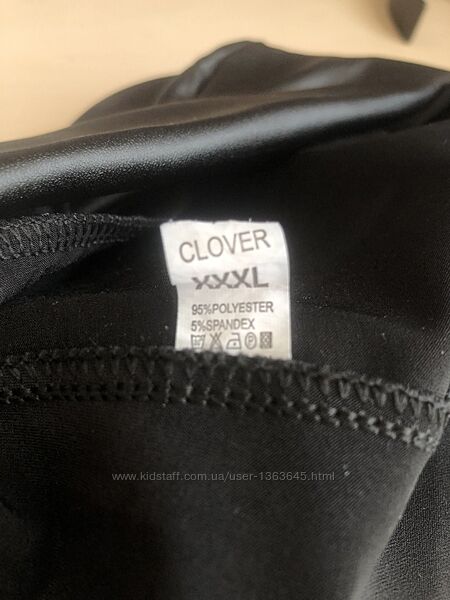 CLOVER
XXXL
95%POLYESTER
5%SPANDEX
www.kidstaff.com.ua/user-1363645.html